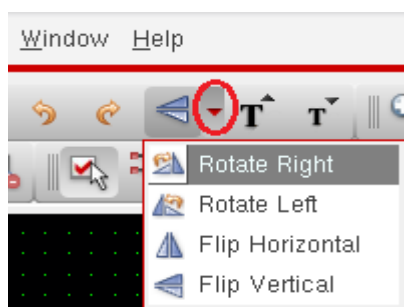 Window Help
T T
Rotate Right
Rotate Left
Flip Horizontal
Flip Vertical